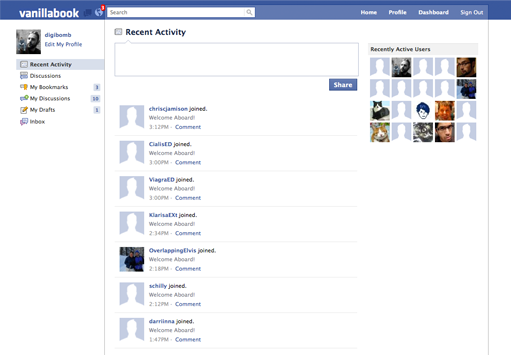 vanillabook
2
Search
Home Profile Dashboard Sign Out
digibomb
Edit My Profile
Recent Activity
Discussions
My Bookmarks 3
My Discussions 10
My Drafts 1
Inbox
Recent Activity
Share
chriscjamison joined.
Welcome Aboard!
3:12PM · Comment
CialisED joined.
Welcome Aboard!
3:00PM · Comment
ViagraED joined.
Welcome Aboard!
3:00PM · Comment
KlarisaEXt joined.
Welcome Aboard!
2:34PM · Comment
OverlappingElvis joined.
Welcome Aboard!
2:18PM · Comment
schilly joined.
Welcome Aboard!
2:12PM · Comment
darriinna joined.
Welcome Aboard!
1:47PM · Comment
Recently Active Users